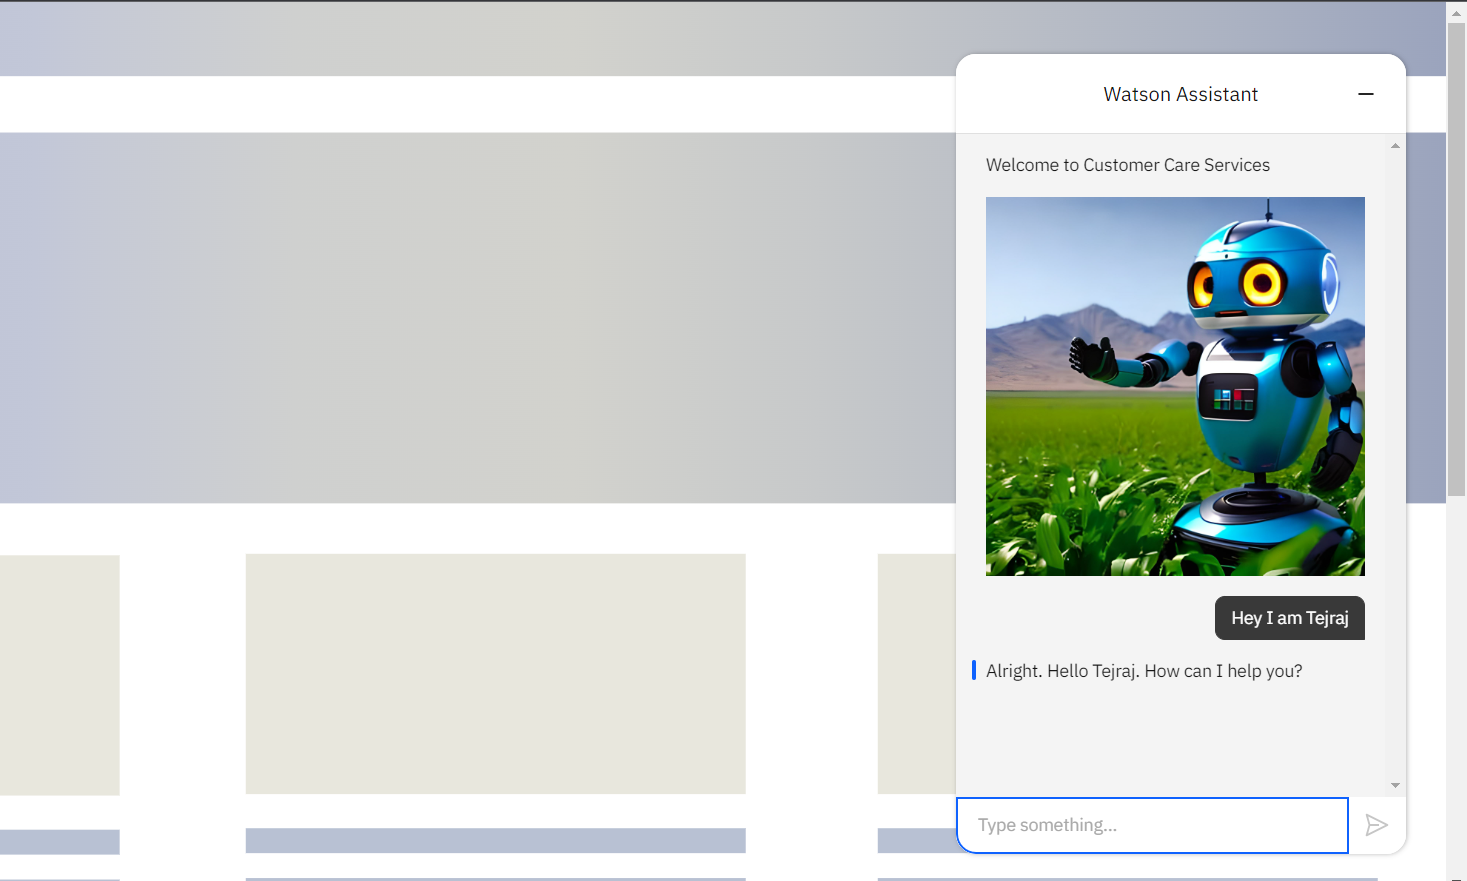 Watson Assistant
Welcome to Customer Care Services
Hey I am Tejraj
Alright. Hello Tejraj. How can I help you?
Type something...